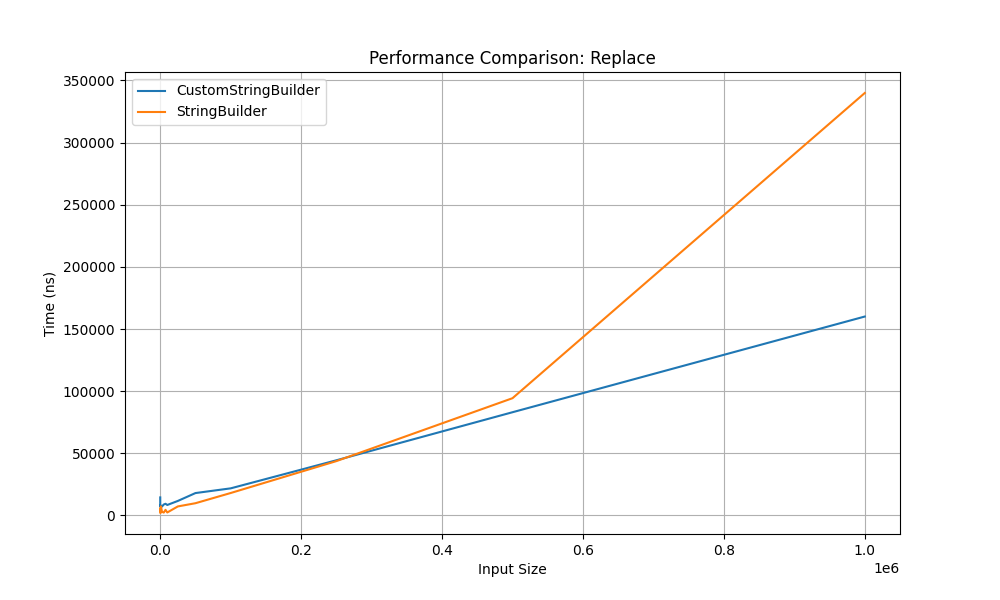 Performance Comparison: Replace
CustomStringBuilder
StringBuilder
Time (ns)
350000
300000
250000
200000
150000
100000
50000
0
0.0 0.2 0.4 0.6 0.8 1.0
Input Size
1e6